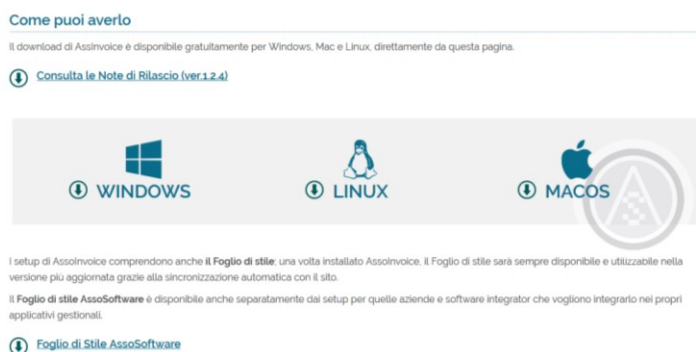 Come puoi averlo
Il download di AssInvoice è disponibile gratuitamente per Windows, Mac e Linux, direttamente da questa pagina.
Consulta le Note di Rilascio (ver.1.2.4)
WINDOWS
LINUX
MACOS
I setup di AssoInvoice comprendono anche il Foglio di stile; una volta installato AssoInvoice, il Foglio di stile sarà sempre disponibile e utilizzabile nella
versione più aggiornata grazie alla sincronizzazione automatica con il sito.
Il Foglio di stile AssoSoftware è disponibile anche separatamente dai setup per quelle aziende e software integrator che vogliono integrarlo nei propri
applicativi gestionali.
Foglio di Stile AssoSoftware